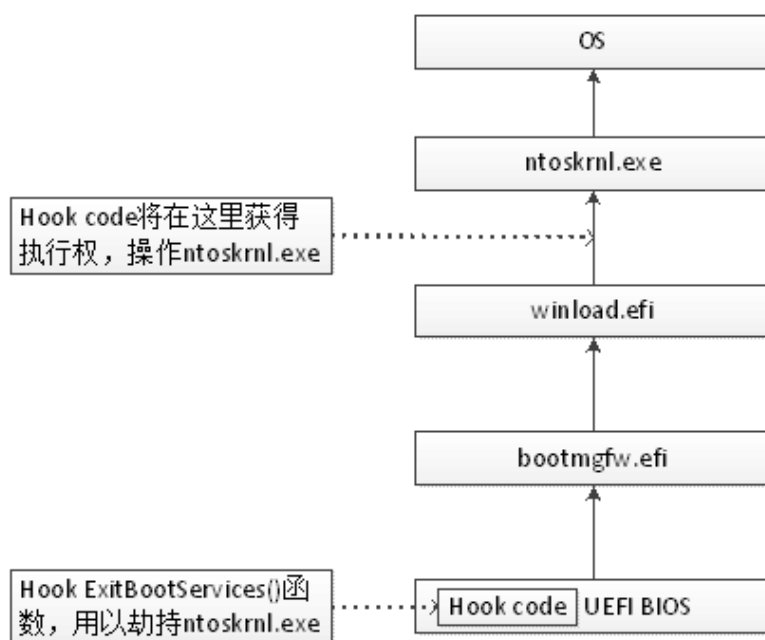 OS
ntoskrnl.exe
Hook code将在这里获得
执行权，操作ntoskrnl.exe
winload.efi
bootmgfw.efi
Hook ExitBootServices()函
数，用以劫持ntoskrnl.exe
Hook code UEFI BIOS